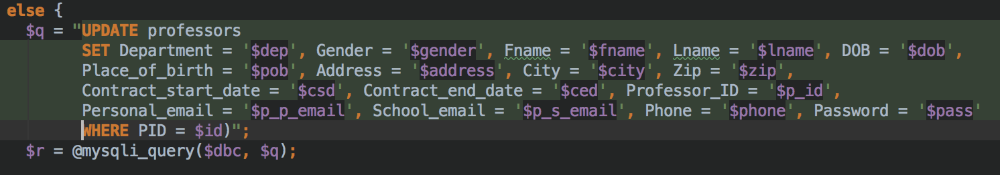 else {
$q = "UPDATE professors
SET Department = '$dep', Gender = '$gender', Fname = '$fname', Lname = '$lname', DOB = '$dob',
Place_of_birth = '$pob', Address = '$address', City = '$city', Zip = '$zip',
Contract_start_date = '$csd', Contract_end_date = '$ced', Professor_ID = '$p_id',
Personal_email = '$p_p_email', School_email = '$p_s_email', Phone = '$phone', Password = '$pass'
WHERE PID = $id)";
$r = @mysqli_query($dbc, $q);